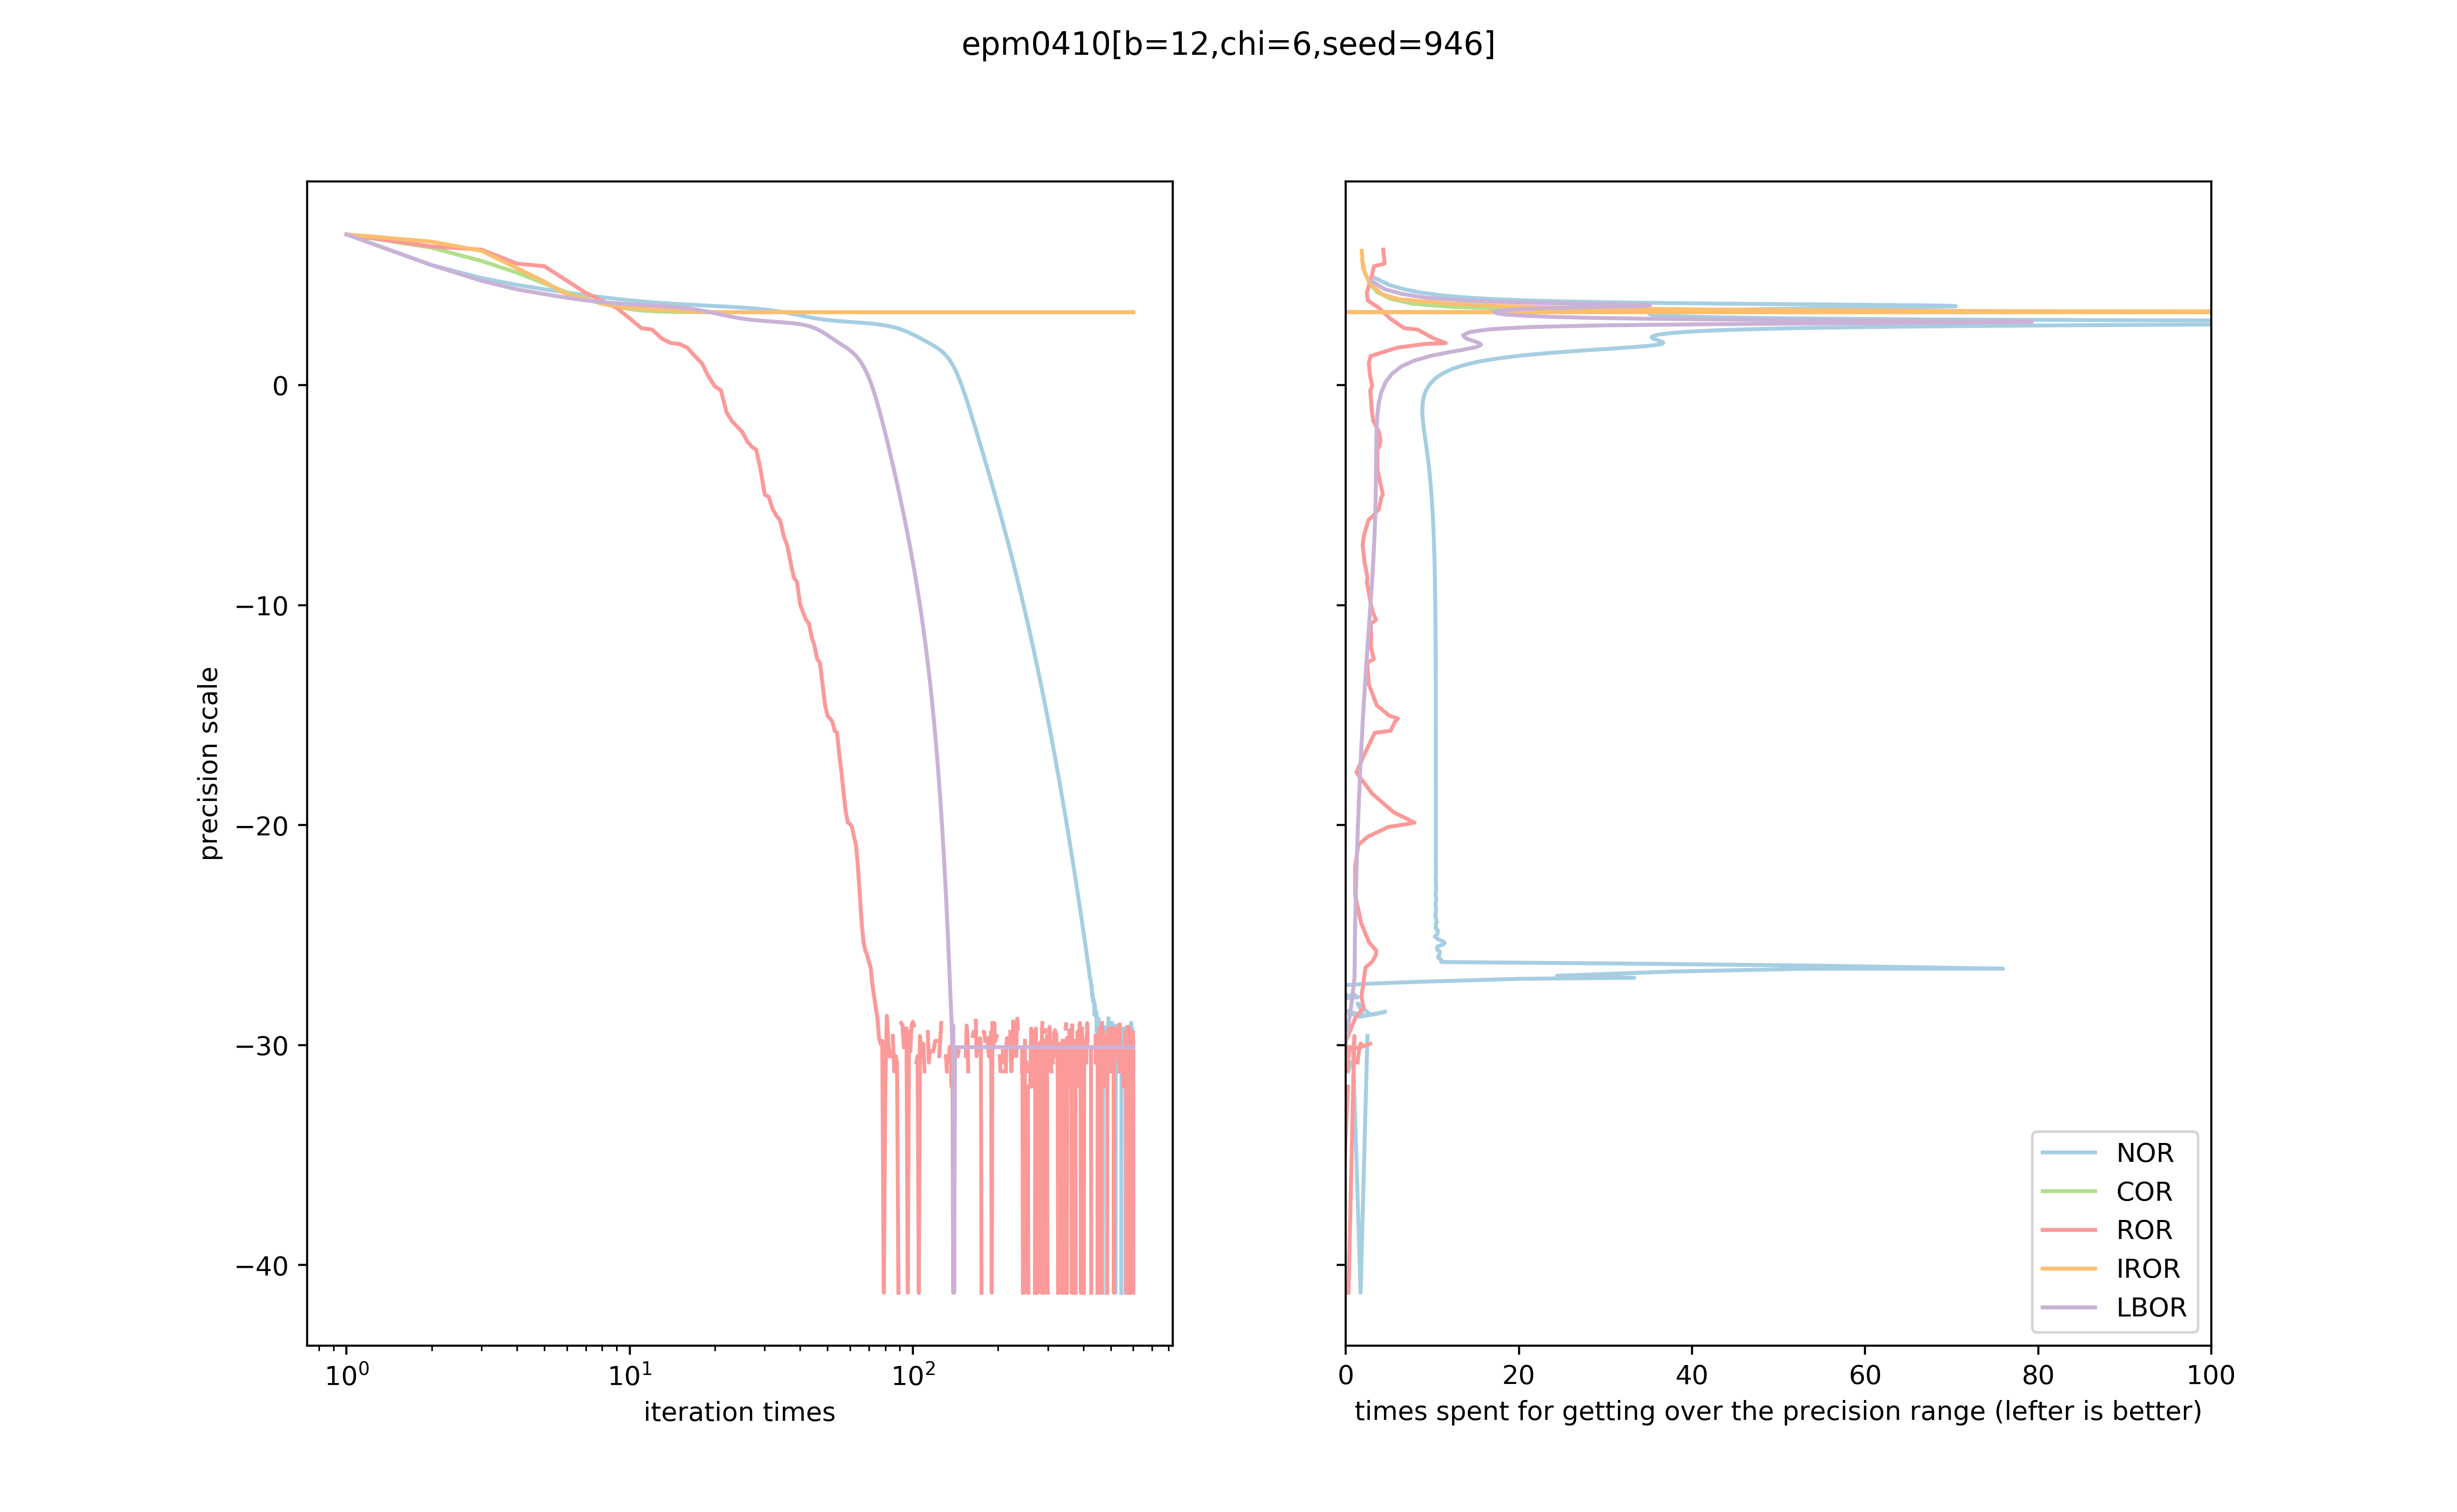 epm0410[b=12,chi=6,seed=946]
precision scale
0
−10
−20
−30
−40
10⁰ 10¹ 10²
iteration times
0 20 40 60 80 100
times spent for getting over the precision range (lefter is better)
NOR
COR
ROR
IROR
LBOR